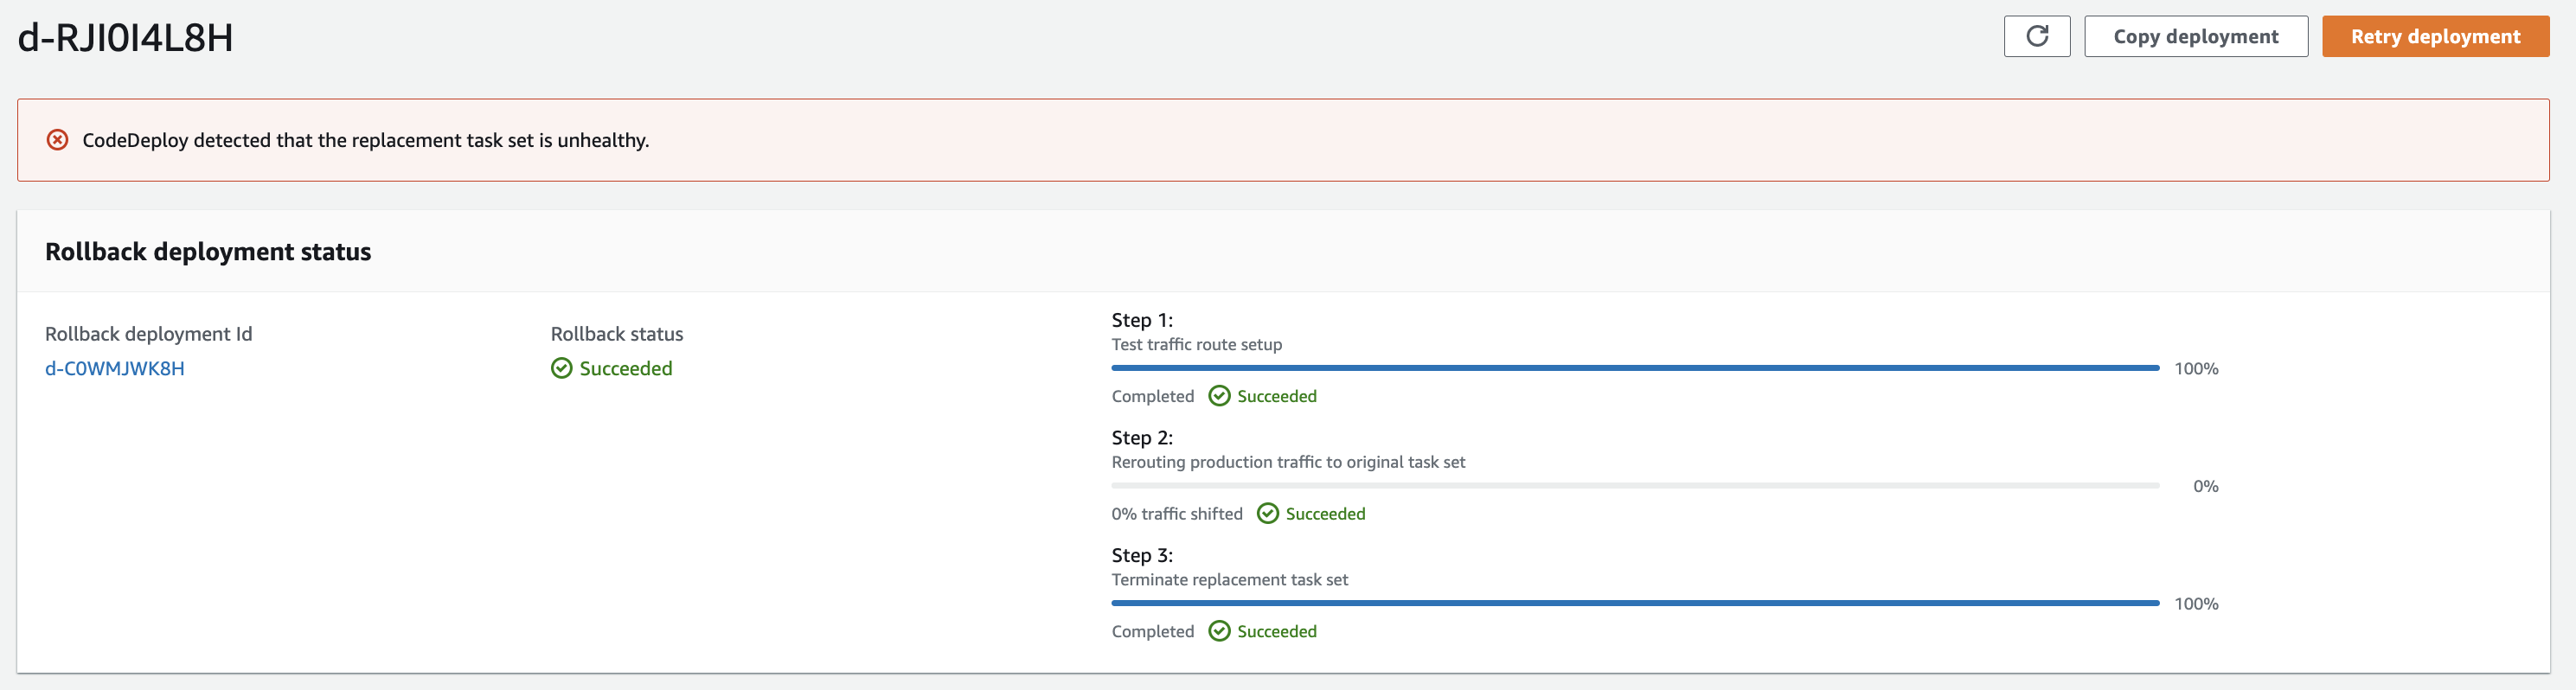 d-RJI0I4L8H
Copy deployment
Retry deployment
CodeDeploy detected that the replacement task set is unhealthy.
Rollback deployment status
Rollback deployment Id
d-C0WMJWK8H
Rollback status
Succeeded
Step 1:
Test traffic route setup
100%
Completed Succeeded
Step 2:
Rerouting production traffic to original task set
0%
0% traffic shifted Succeeded
Step 3:
Terminate replacement task set
100%
Completed Succeeded